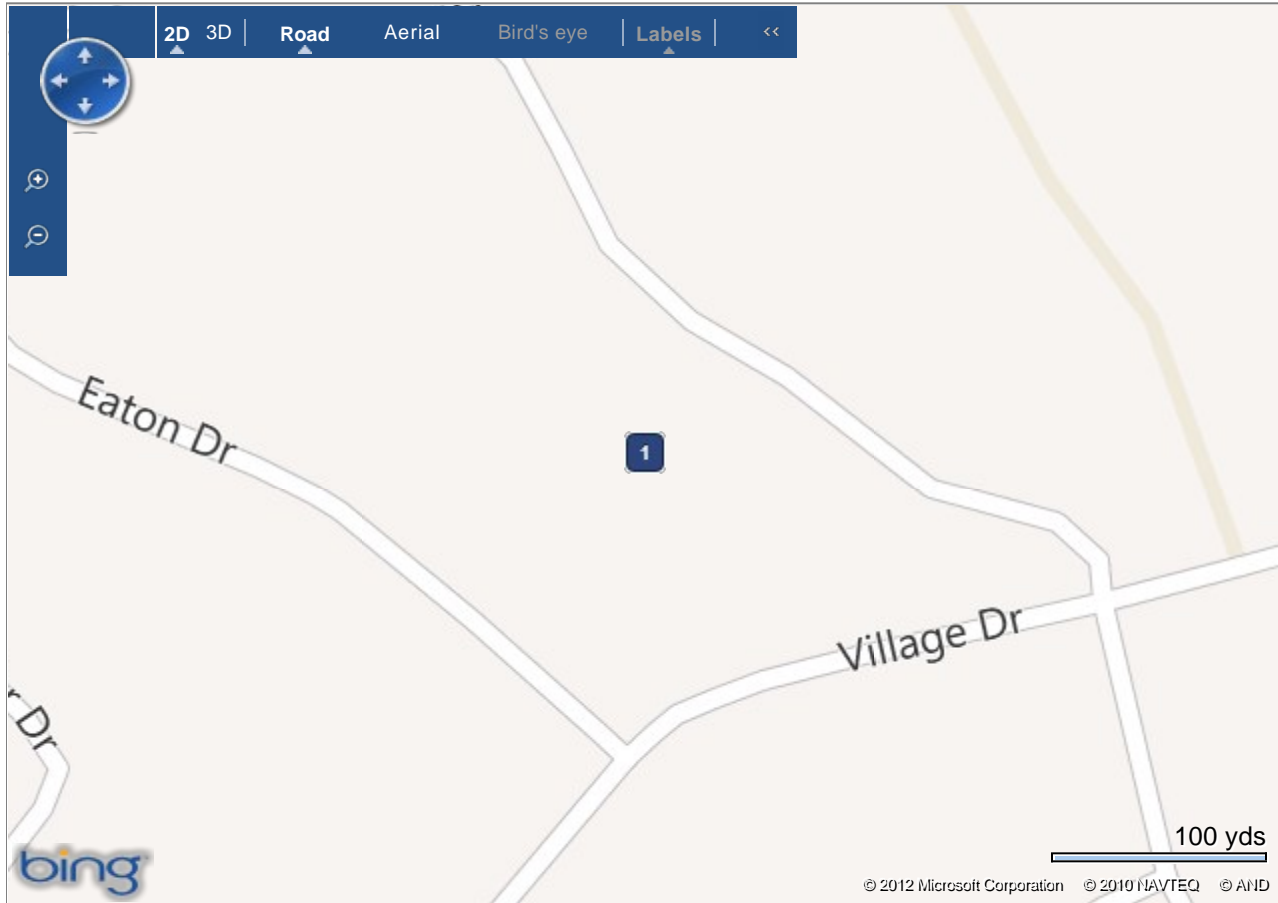 2D 3D Road Aerial Bird's eye Labels <<
Eaton Dr
1
Village Dr
r Dr
100 yds
bing
© 2012 Microsoft Corporation © 2010 NAVTEQ © AND